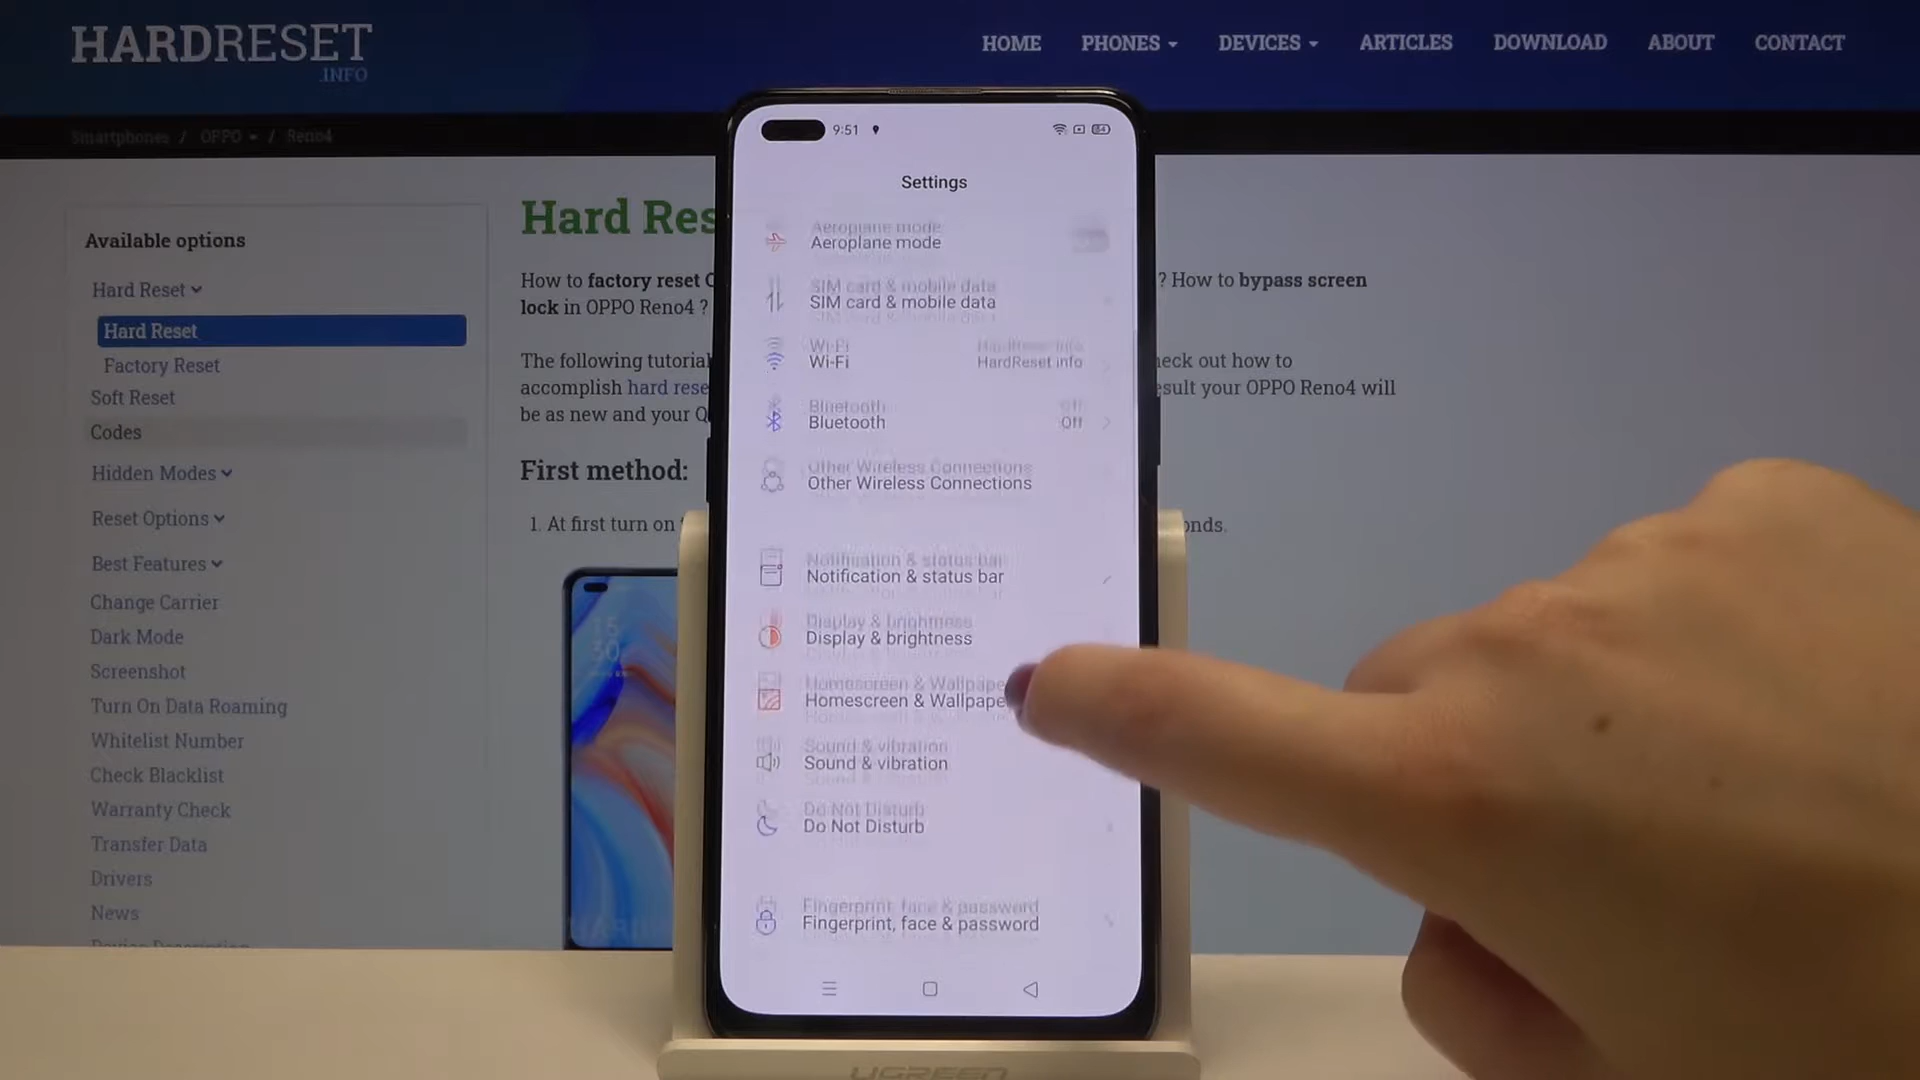 HARDRESET
.INFO
HOME PHONES DEVICES ARTICLES DOWNLOAD ABOUT CONTACT
Smartphones / OPPO / Reno4
Available options
Hard Reset
Hard Reset
Factory Reset
Soft Reset
Codes
Hidden Modes
Reset Options
Best Features
Change Carrier
Dark Mode
Screenshot
Turn On Data Roaming
Whitelist Number
Check Blacklist
Warranty Check
Transfer Data
Drivers
News
Device Description
Hard Res
How to factory reset O ? How to bypass screen
lock in OPPO Reno4 ?
The following tutorial heck out how to
accomplish hard rese esult your OPPO Reno4 will
be as new and your
First method:
1. At first turn on onds.
9:51
Settings
Aeroplane mode
SIM card & mobile data
Wi-Fi HardReset info
Bluetooth Off
Other Wireless Connections
Notification & status bar
Display & brightness
Homescreen & Wallpape
Sound & vibration
Do Not Disturb
Fingerprint, face & password
UGREEN